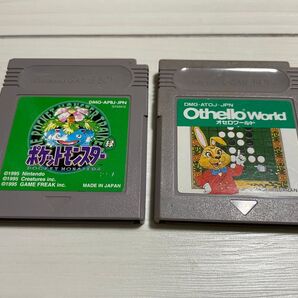 DMG-APBJ-JPN
ポケットモンスター
緑
POCKET MONSTERS
©1995 Nintendo
©1995 Creatures inc.
©1995 GAME FREAK inc.
MADE IN JAPAN
DMG-ATOJ-JPN
Othello World
オセロワールド